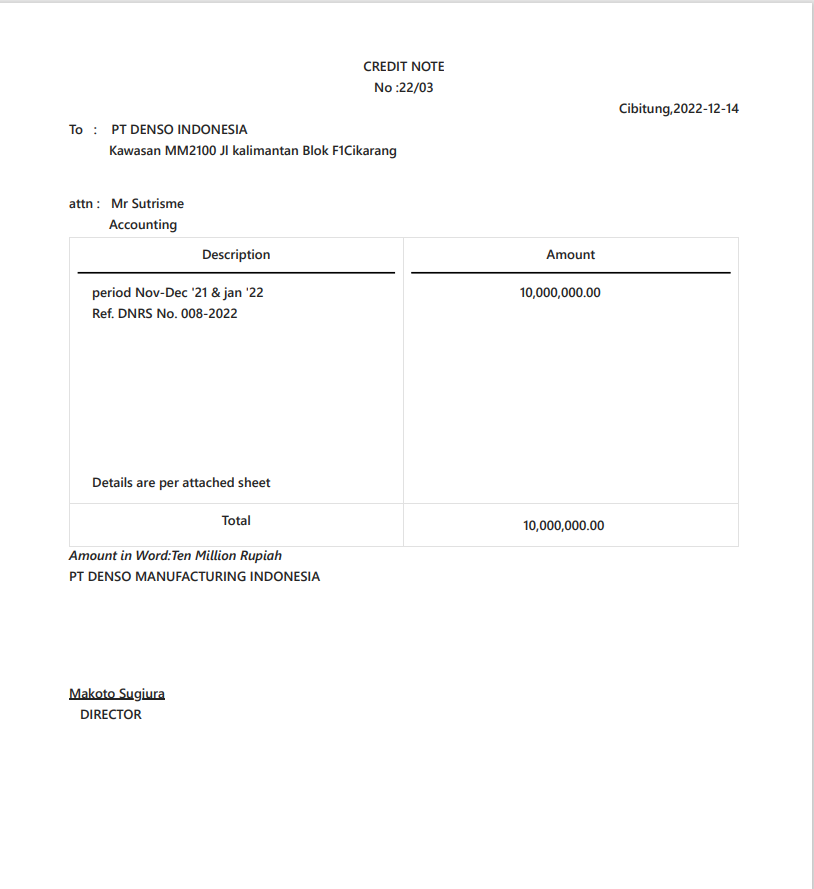 CREDIT NOTE
No :22/03
Cibitung,2022-12-14
To : PT DENSO INDONESIA
Kawasan MM2100 Jl kalimantan Blok F1Cikarang
attn : Mr Sutrisme
Accounting
Description Amount
period Nov-Dec '21 & jan '22 10,000,000.00
Ref. DNRS No. 008-2022
Details are per attached sheet
Total 10,000,000.00
Amount in Word:Ten Million Rupiah
PT DENSO MANUFACTURING INDONESIA
Makoto Sugiura
DIRECTOR